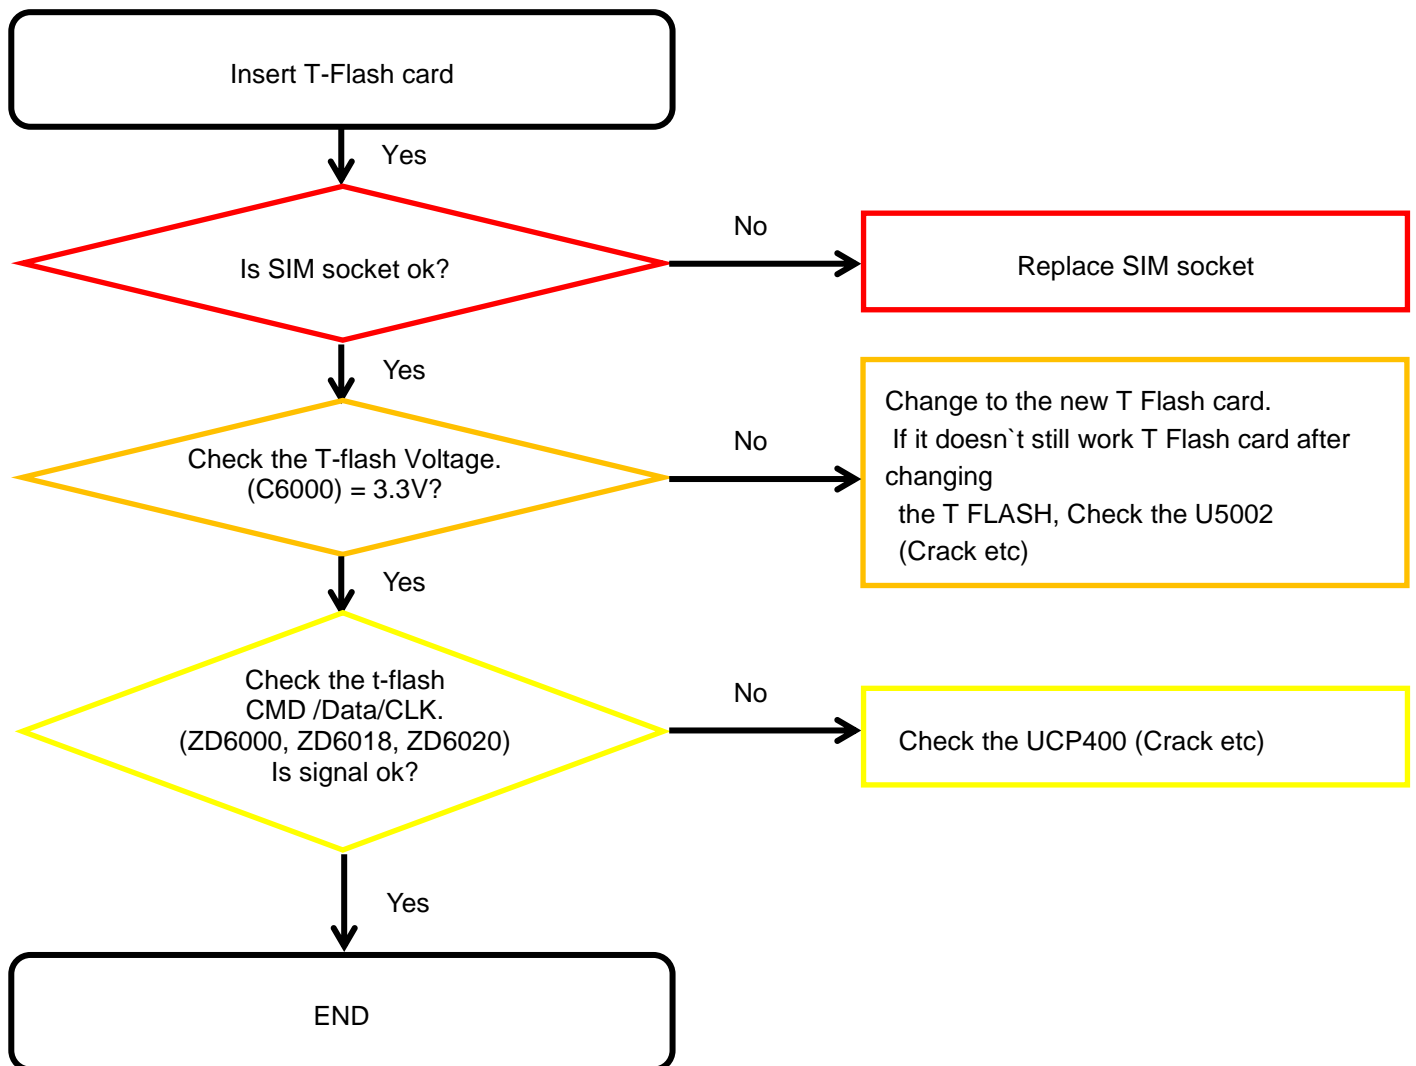 Insert T-Flash card
Yes
Is SIM socket ok?
No
Replace SIM socket
Yes
Check the T-flash Voltage.
(C6000) = 3.3V?
No
Change to the new T Flash card.
If it doesn`t still work T Flash card after
changing
the T FLASH, Check the U5002
(Crack etc)
Yes
Check the t-flash
CMD /Data/CLK.
(ZD6000, ZD6018, ZD6020)
Is signal ok?
No
Check the UCP400 (Crack etc)
Yes
END